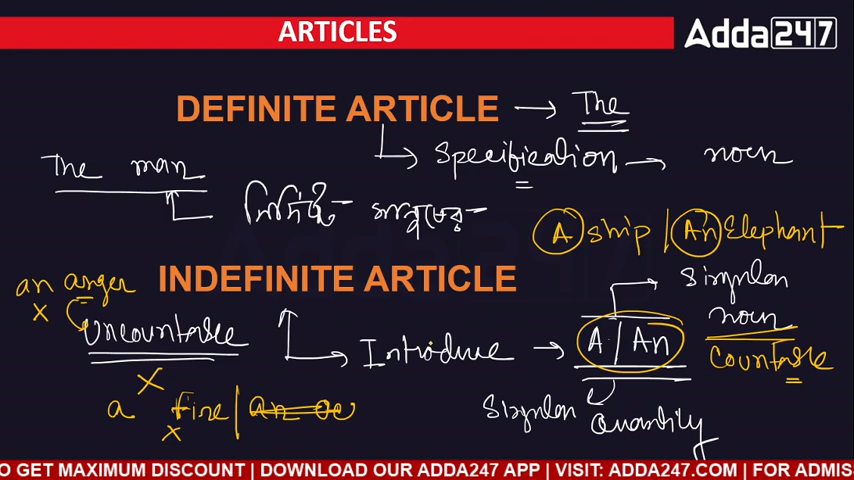 ARTICLES
Adda247
DEFINITE ARTICLE → The
Specification → noun
The man
নির্দিষ্ট
A ship | An Elephant
an anger
X
INDEFINITE ARTICLE
Singular
noun
Countable
Uncountable
X
Introduce → A / An
a fire |
X
Singular Quantity
O GET MAXIMUM DISCOUNT | DOWNLOAD OUR ADDA247 APP | VISIT: ADDA247.COM | FOR ADMIS